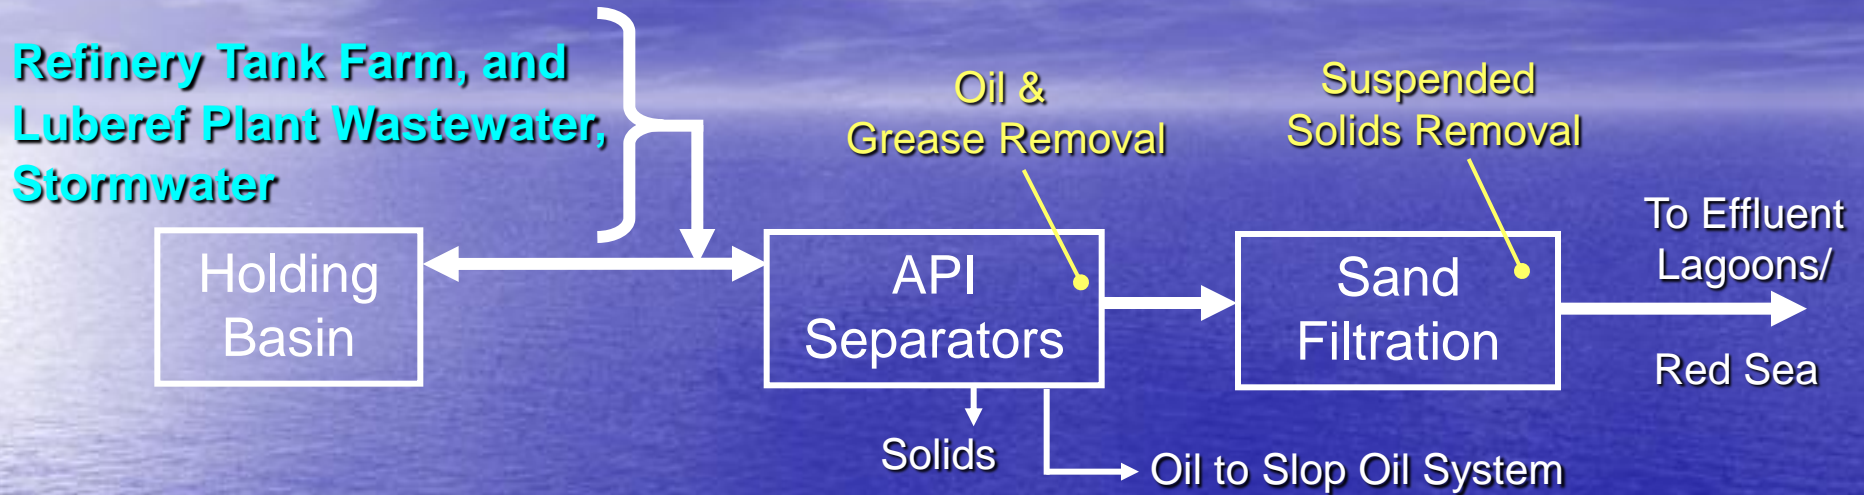 Refinery Tank Farm, and
Luberef Plant Wastewater,
Stormwater
Oil &
Grease Removal
Suspended
Solids Removal
Holding
Basin
API
Separators
Sand
Filtration
To Effluent
Lagoons/
Red Sea
Solids
Oil to Slop Oil System